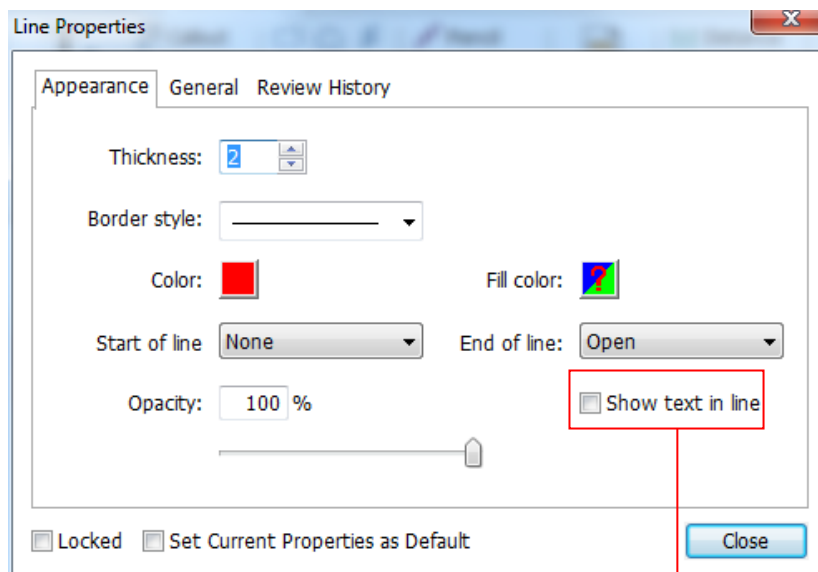 Line Properties
Appearance General Review History
Thickness: 2
Border style:
Color: Fill color: ?
Start of line None End of line: Open
Opacity: 100 % Show text in line
Locked Set Current Properties as Default Close